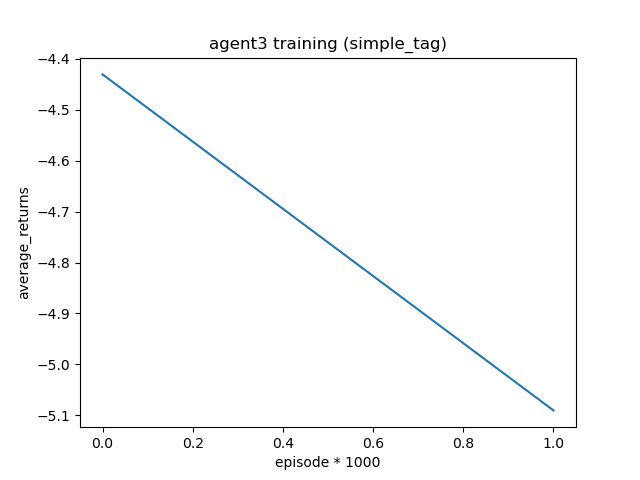 agent3 training (simple_tag)
−4.4
−4.5
−4.6
−4.7
−4.8
−4.9
−5.0
−5.1
average_returns
0.0 0.2 0.4 0.6 0.8 1.0
episode * 1000